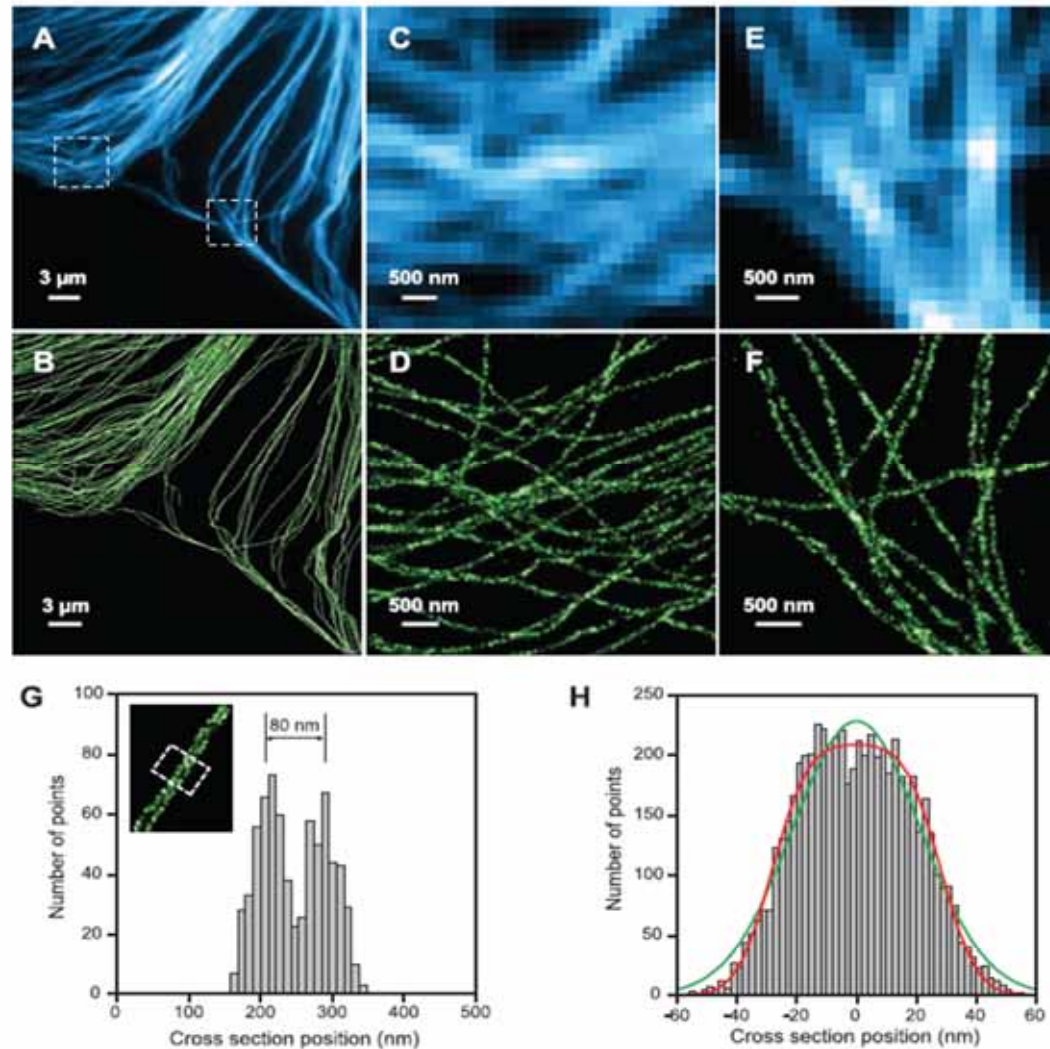 A
3 μm
C
500 nm
E
500 nm
B
3 μm
D
500 nm
F
500 nm
G
100
80
60
40
20
0
Number of points
80 nm
0 100 200 300 400 500
Cross section position (nm)
H
250
200
150
100
50
0
Number of points
-60 -40 -20 0 20 40 60
Cross section position (nm)